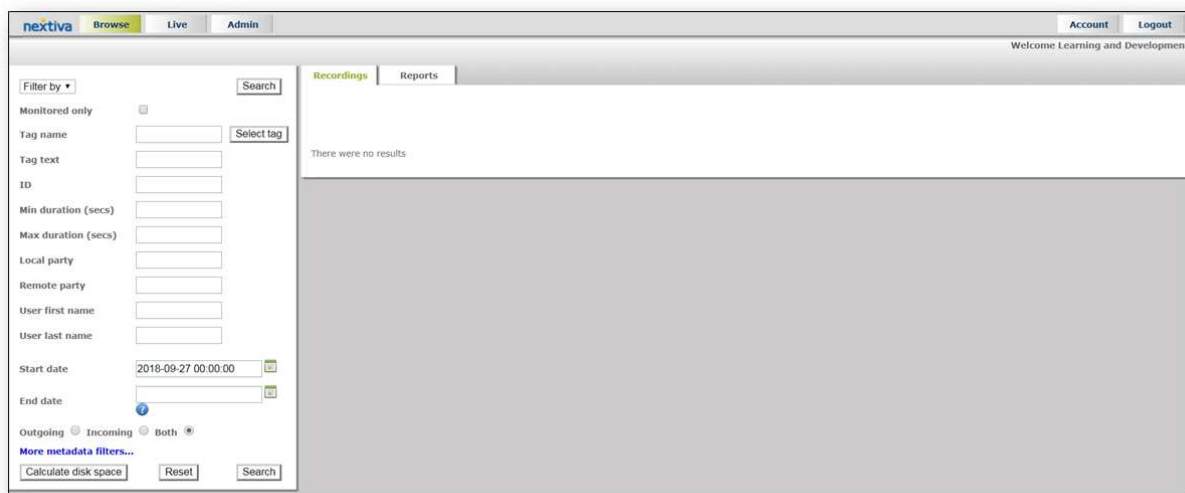 nextiva Browse Live Admin Account Logout
Welcome Learning and Developmen
Filter by Search
Monitored only
Tag name Select tag
Tag text
ID
Min duration (secs)
Max duration (secs)
Local party
Remote party
User first name
User last name
Start date 2018-09-27 00:00:00
End date
?
Outgoing Incoming Both
More metadata filters...
Calculate disk space Reset Search
Recordings Reports
There were no results